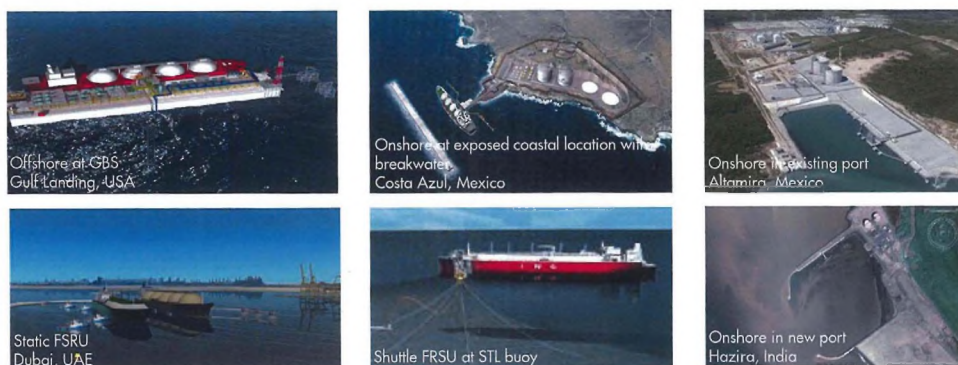 Offshore at GBS
Gulf Landing, USA
Onshore at exposed coastal location with
breakwater
Costa Azul, Mexico
Onshore in existing port
Altamira, Mexico
Static FSRU
Dubai, UAE
LNG
Shuttle FRSU at STL buoy
Onshore in new port
Hazira, India